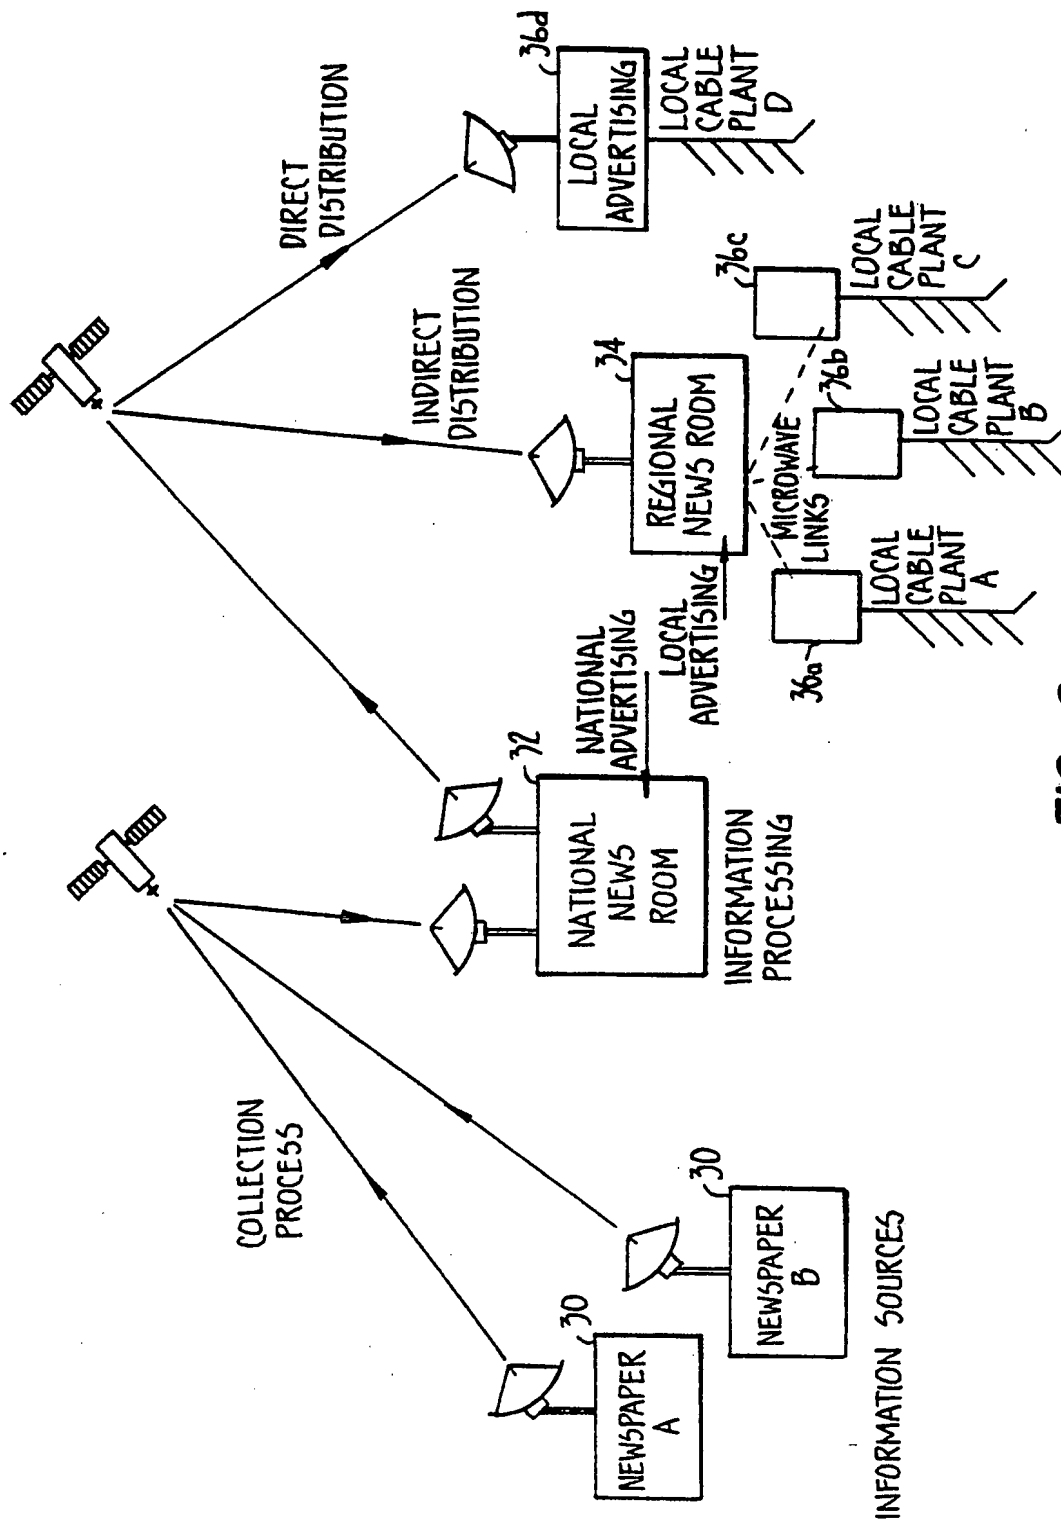 COLLECTION
PROCESS
NEWSPAPER
A
30
NEWSPAPER
B
30
INFORMATION SOURCES
NATIONAL
NEWS
ROOM
32
INFORMATION
PROCESSING
NATIONAL
ADVERTISING
LOCAL
ADVERTISING
INDIRECT
DISTRIBUTION
REGIONAL
NEWS ROOM
34
MICROWAVE
LINKS
36a
LOCAL
CABLE
PLANT
A
36b
LOCAL
CABLE
PLANT
B
36c
LOCAL
CABLE
PLANT
C
DIRECT
DISTRIBUTION
LOCAL
ADVERTISING
36d
LOCAL
CABLE
PLANT
D